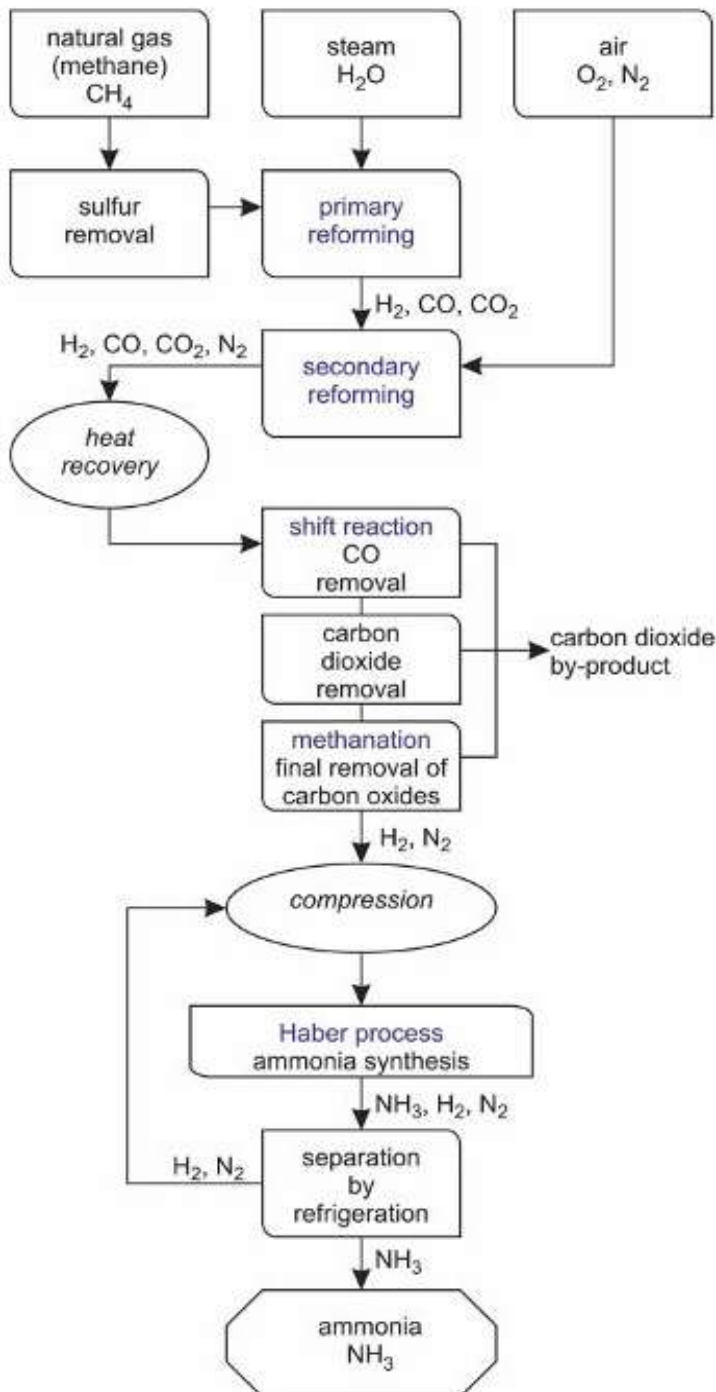 natural gas
(methane)
CH₄
steam
H₂O
air
O₂, N₂
sulfur
removal
primary
reforming
H₂, CO, CO₂
H₂, CO, CO₂, N₂
secondary
reforming
heat
recovery
shift reaction
CO
removal
carbon
dioxide
removal
carbon dioxide
by-product
methanation
final removal of
carbon oxides
H₂, N₂
compression
Haber process
ammonia synthesis
NH₃, H₂, N₂
H₂, N₂
separation
by
refrigeration
NH₃
ammonia
NH₃